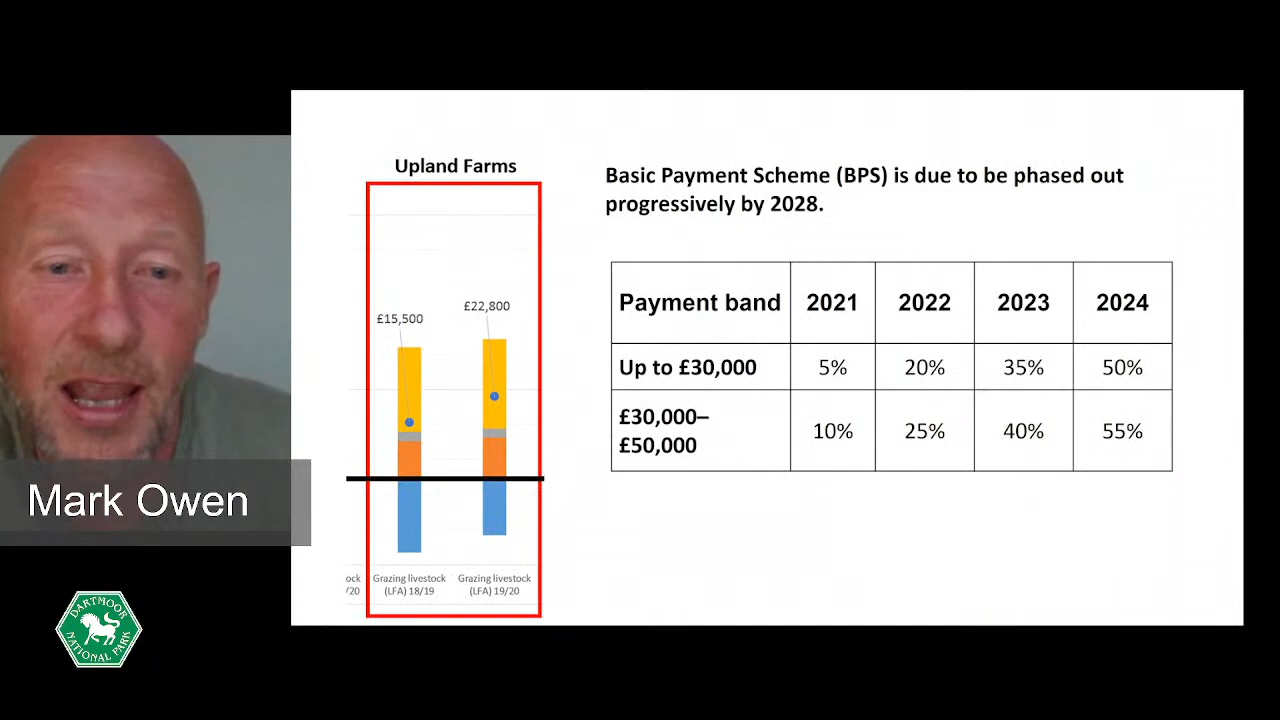 Upland Farms
£15,500
£22,800
ock
/20
Grazing livestock
(LFA) 18/19
Grazing livestock
(LFA) 19/20
Basic Payment Scheme (BPS) is due to be phased out
progressively by 2028.
Payment band 2021 2022 2023 2024
Up to £30,000 5% 20% 35% 50%
£30,000–
£50,000 10% 25% 40% 55%
Mark Owen
DARTMOOR
NATIONAL PARK